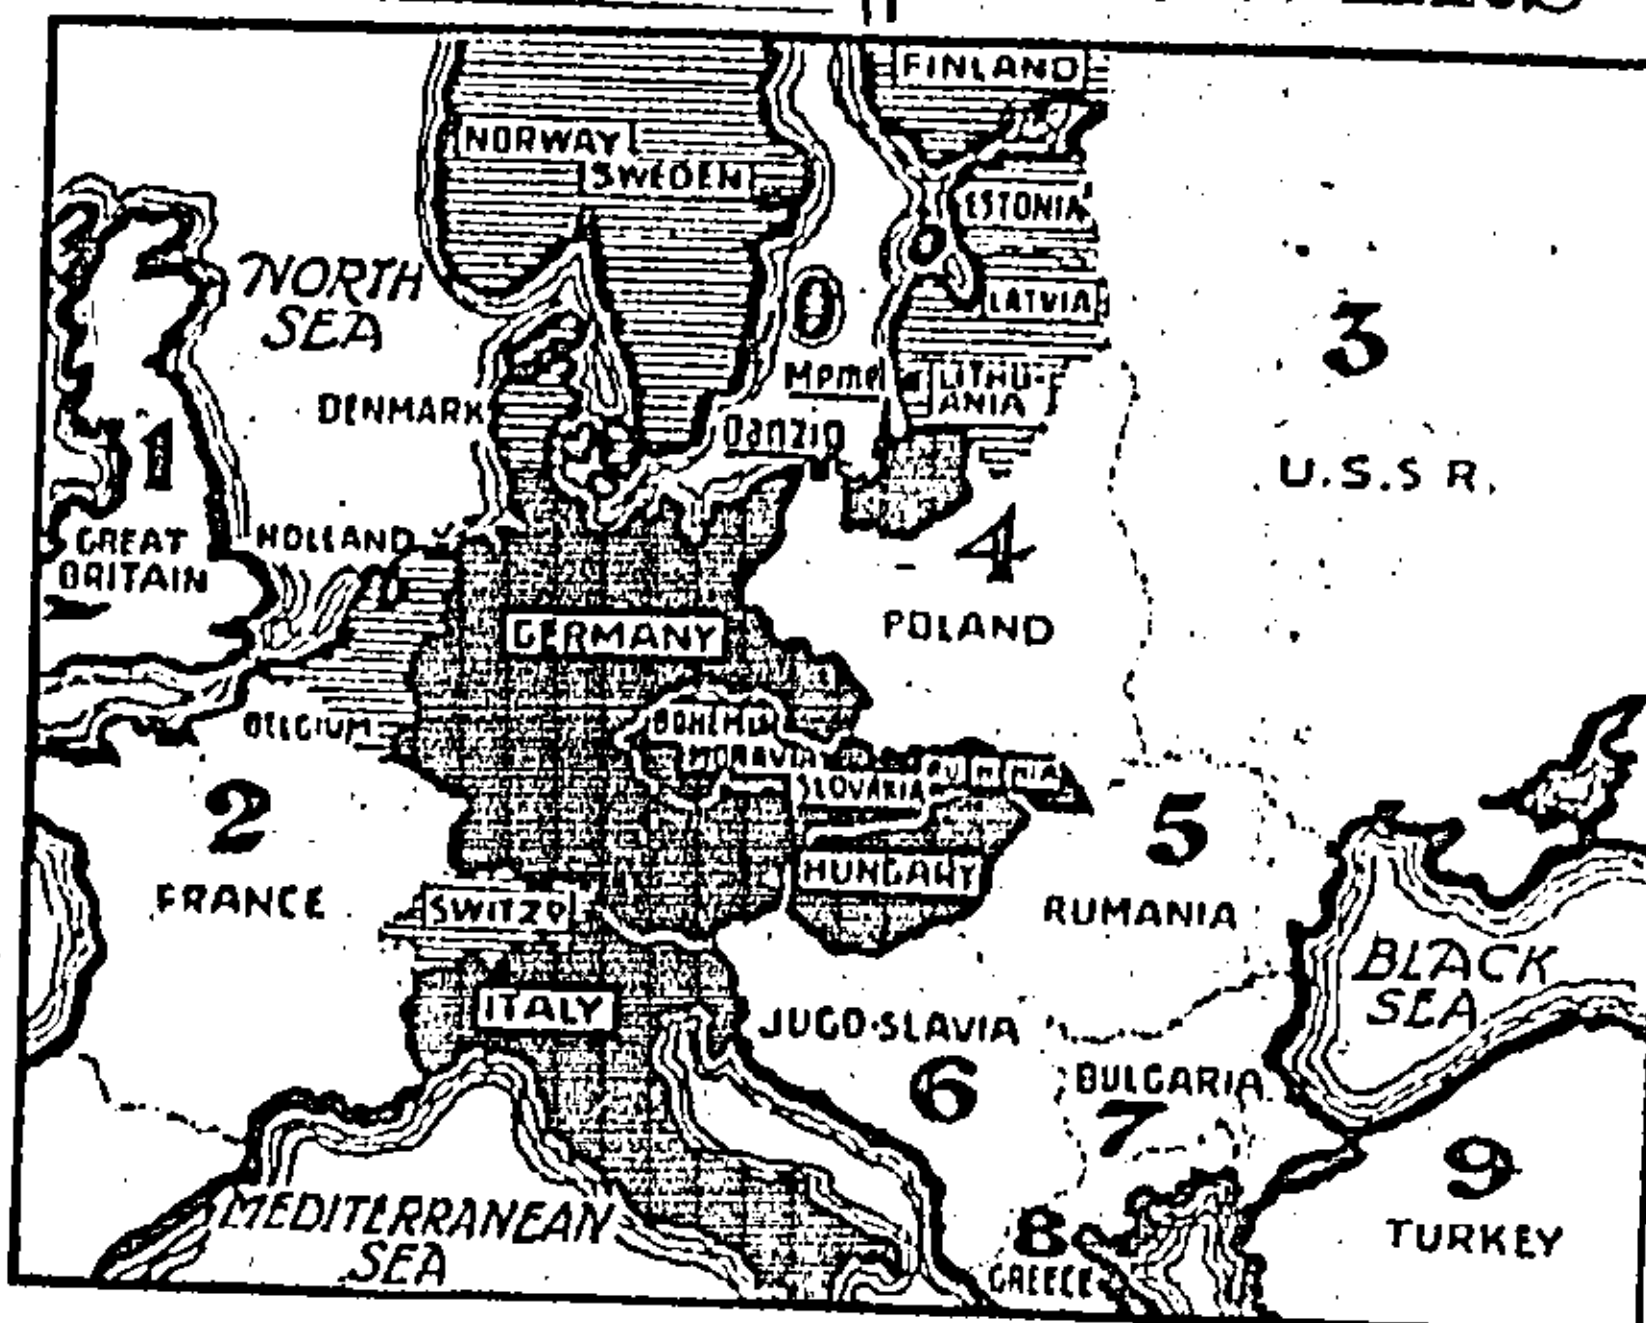 FINLAND
NORWAY
SWEDEN
ESTONIA
NORTH
SEA
0
LATVIA
3
DENMARK
Memel
LITHU-
ANIA
Danzig
1
U.S.S R.
GREAT
BRITAIN
HOLLAND
4
GERMANY
POLAND
BELGIUM
BOHEMIA
MORAVIA
SLOVAKIA
2
5
HUNGARY
FRANCE
SWITZD
RUMANIA
BLACK
SEA
ITALY
JUGO-SLAVIA
6
BULGARIA
7
9
MEDITERRANEAN
SEA
8
GREECE
TURKEY